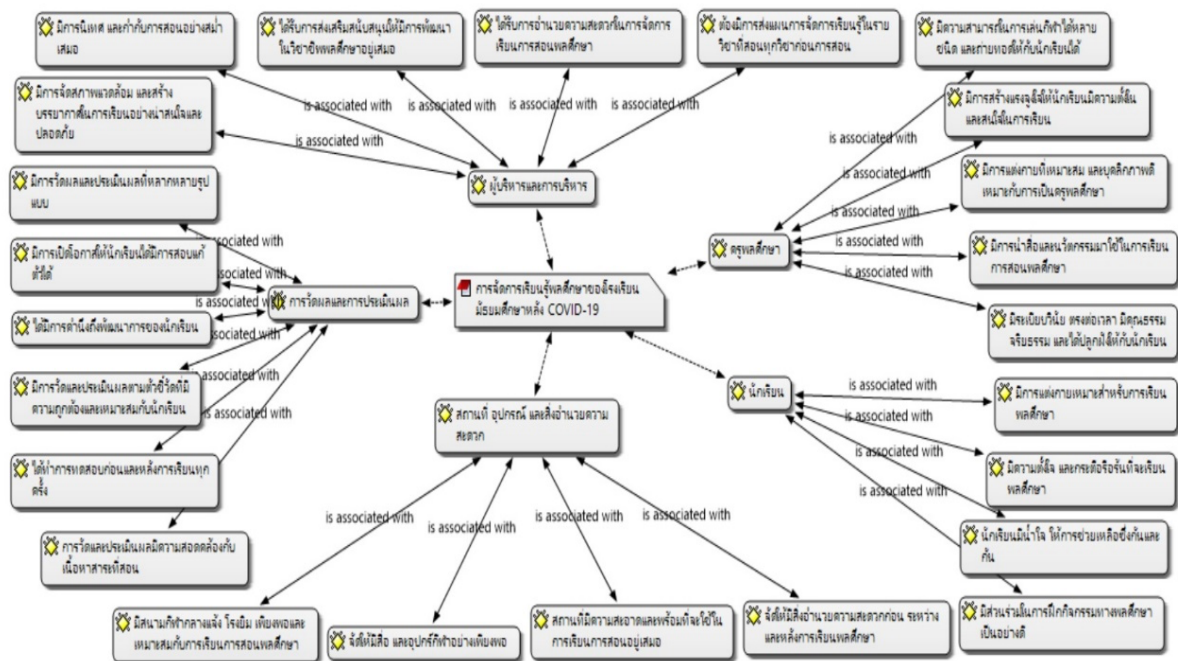 มีการนิเทศ และกำกับการสอนอย่างสม่ำ
เสมอ
ได้รับการส่งเสริมสนับสนุนให้มีการพัฒนา
ในวิชาชีพพลศึกษาอยู่เสมอ
ได้รับการอำนวยความสะดวกในการจัดการ
เรียนการสอนพลศึกษา
ต้องมีการส่งแผนการจัดการเรียนรู้ในราย
วิชาที่สอนทุกวิชาก่อนการสอน
มีความสามารถในการเล่นกีฬาได้หลาย
ชนิด และถ่ายทอดให้กับนักเรียนได้
มีการจัดสภาพแวดล้อม และสร้าง
บรรยากาศในการเรียนอย่างน่าสนใจและ
ปลอดภัย
is associated with
is associated with
is associated with
is associated with
is associated with
ผู้บริหารและการบริหาร
is associated with
is associated with
is associated with
is associated with
is associated with
มีการสร้างแรงจูงใจให้นักเรียนมีความตั้งใจ
และสนใจในการเรียน
มีการแต่งกายที่เหมาะสม และบุคลิกภาพดี
เหมาะกับการเป็นครูพลศึกษา
ครูพลศึกษา
มีการนำสื่อและนวัตกรรมมาใช้ในการเรียน
การสอนพลศึกษา
มีระเบียบวินัย ตรงต่อเวลา มีคุณธรรม
จริยธรรม และได้ปลูกฝังให้กับนักเรียน
มีการวัดผลและประเมินผลที่หลากหลายรูป
แบบ
มีการเปิดโอกาสให้นักเรียนได้มีการสอบแก้
ตัวได้
ได้มีการคำนึงถึงพัฒนาการของนักเรียน
is associated with
associated with
is associated with
associated with
associated with
is associated with
การวัดผลและการประเมินผล
การจัดการเรียนรู้พลศึกษาของโรงเรียน
มัธยมศึกษาหลัง COVID-19
มีการวัดและประเมินผลตามตัวชี้วัดที่มี
ความถูกต้องและเหมาะสมกับนักเรียน
ได้ทำการทดสอบก่อนและหลังการเรียนทุก
ครั้ง
การวัดและประเมินผลมีความสอดคล้องกับ
เนื้อหาสาระที่สอน
สถานที่ อุปกรณ์ และสิ่งอำนวยความ
สะดวก
นักเรียน
is associated with
is associated with
is associated with
is associated with
มีการแต่งกายเหมาะสำหรับการเรียน
พลศึกษา
มีความตั้งใจ และกระตือรือร้นที่จะเรียน
พลศึกษา
นักเรียนมีน้ำใจ ให้การช่วยเหลือซึ่งกันและ
กัน
มีส่วนร่วมในการฝึกกิจกรรมทางพลศึกษา
เป็นอย่างดี
is associated with
is associated with
is associated with
is associated with
มีสนามกีฬากลางแจ้ง โรงยิม เพียงพอและ
เหมาะสมกับการเรียนการสอนพลศึกษา
จัดให้มีสื่อ และอุปกร์กีฬาอย่างเพียงพอ
สถานที่มีความสะอาดและพร้อมที่จะใช้ใน
การเรียนการสอนอยู่เสมอ
จัดให้มีสิ่งอำนวยความสะดวกก่อน ระหว่าง
และหลังการเรียนพลศึกษา